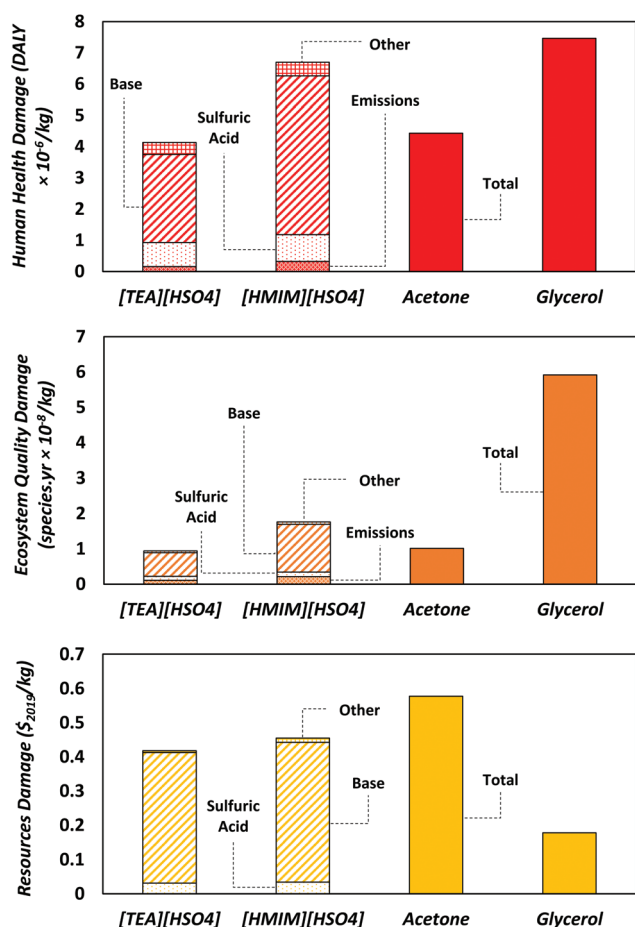 Human Health Damage (DALY
× 10⁻⁶/kg)
8
7
6
5
4
3
2
1
0
Base
Sulfuric
Acid
Other
Emissions
Total
[TEA][HSO4]
[HMIM][HSO4]
Acetone
Glycerol
Ecosystem Quality Damage
(species.yr × 10⁻⁸/kg)
7
6
5
4
3
2
1
0
Base
Sulfuric
Acid
Other
Emissions
Total
[TEA][HSO4]
[HMIM][HSO4]
Acetone
Glycerol
Resources Damage ($₂₀₁₉/kg)
0.7
0.6
0.5
0.4
0.3
0.2
0.1
0
Other
Base
Sulfuric
Acid
Total
[TEA][HSO4]
[HMIM][HSO4]
Acetone
Glycerol